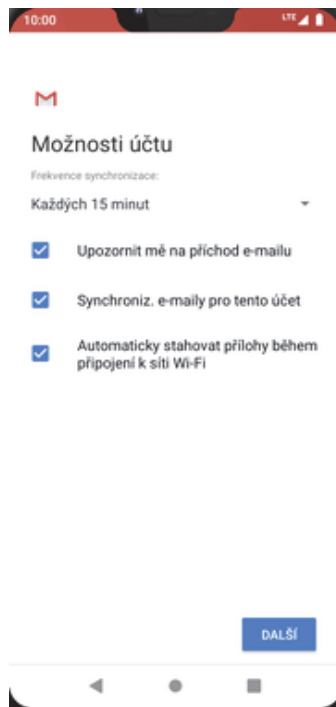 10:00
LTE
Možnosti účtu
Frekvence synchronizace:
Každých 15 minut
Upozornit mě na příchod e-mailu
Synchroniz. e-maily pro tento účet
Automaticky stahovat přílohy během
připojení k síti Wi-Fi
DALŠÍ